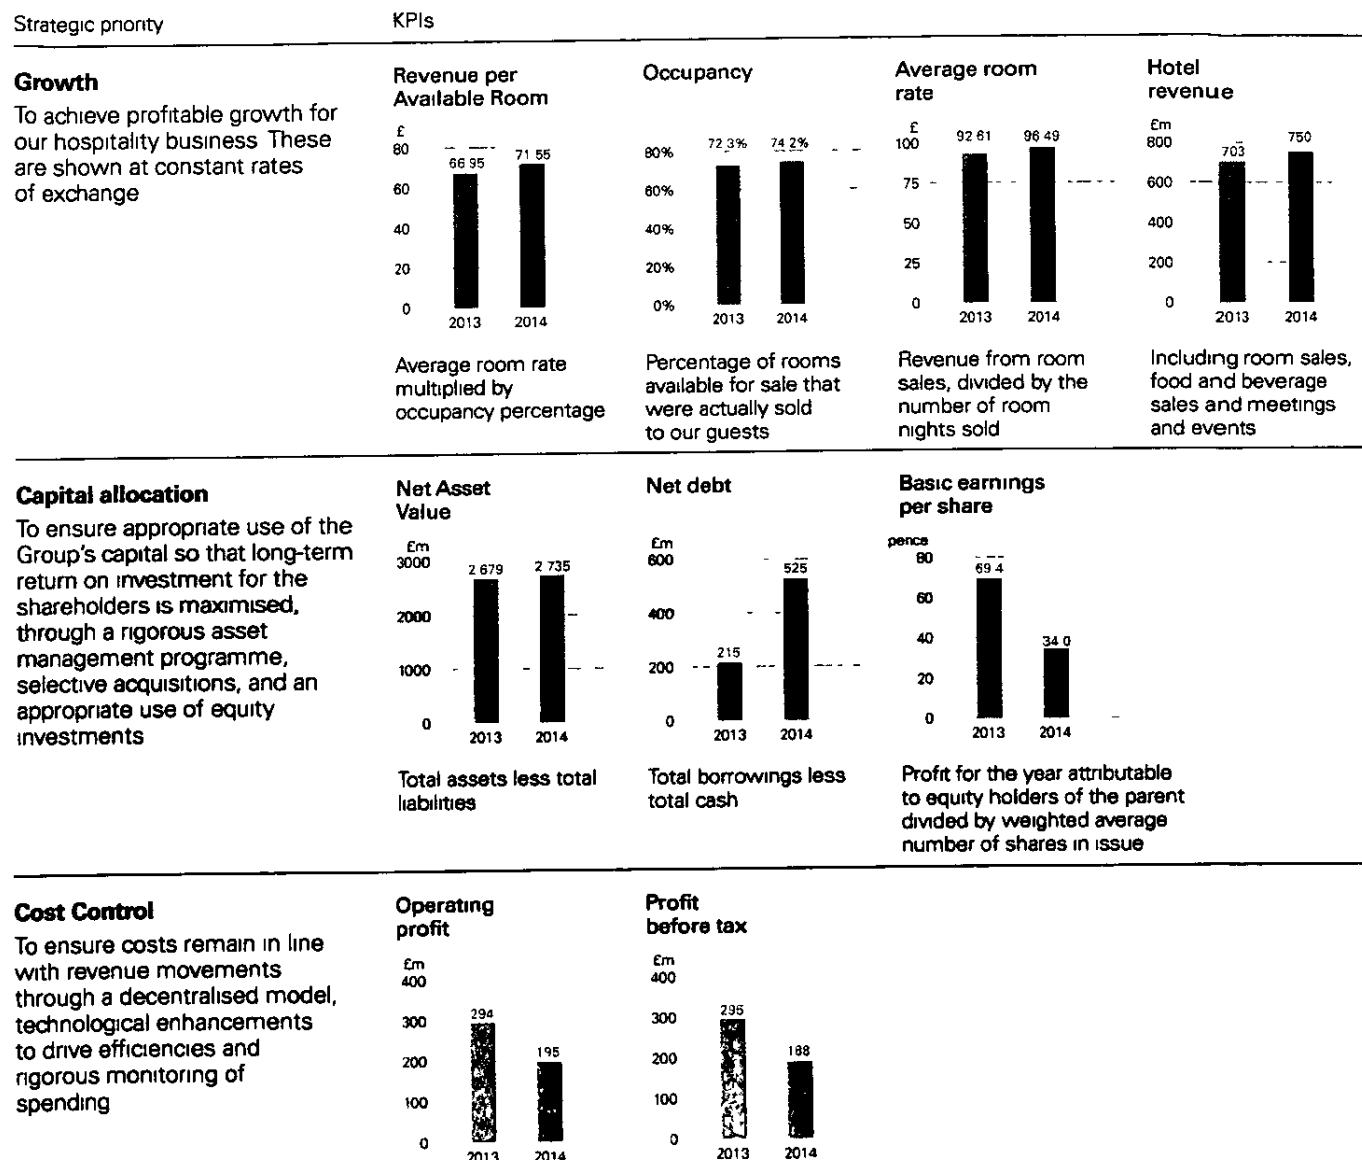 Strategic priority KPIs
Growth
To achieve profitable growth for
our hospitality business These
are shown at constant rates
of exchange
Revenue per
Available Room
£
80
60
40
20
0
66 95 71 55
2013 2014
Average room rate
multiplied by
occupancy percentage
Occupancy
80%
60%
40%
20%
0%
72 3% 74 2%
2013 2014
Percentage of rooms
available for sale that
were actually sold
to our guests
Average room
rate
£
100
75
50
25
0
92 61 96 49
2013 2014
Revenue from room
sales, divided by the
number of room
nights sold
Hotel
revenue
£m
800
600
400
200
0
703 750
2013 2014
Including room sales,
food and beverage
sales and meetings
and events
Capital allocation
To ensure appropriate use of the
Group's capital so that long-term
return on investment for the
shareholders is maximised,
through a rigorous asset
management programme,
selective acquisitions, and an
appropriate use of equity
investments
Net Asset
Value
£m
3000
2000
1000
0
2 679 2 735
2013 2014
Total assets less total
liabilities
Net debt
£m
600
400
200
0
215 525
2013 2014
Total borrowings less
total cash
Basic earnings
per share
pence
80
60
40
20
0
69 4 34 0
2013 2014
Profit for the year attributable
to equity holders of the parent
divided by weighted average
number of shares in issue
Cost Control
To ensure costs remain in line
with revenue movements
through a decentralised model,
technological enhancements
to drive efficiencies and
rigorous monitoring of
spending
Operating
profit
£m
400
300
200
100
0
294 195
2013 2014
Profit
before tax
£m
400
300
200
100
0
295 188
2013 2014